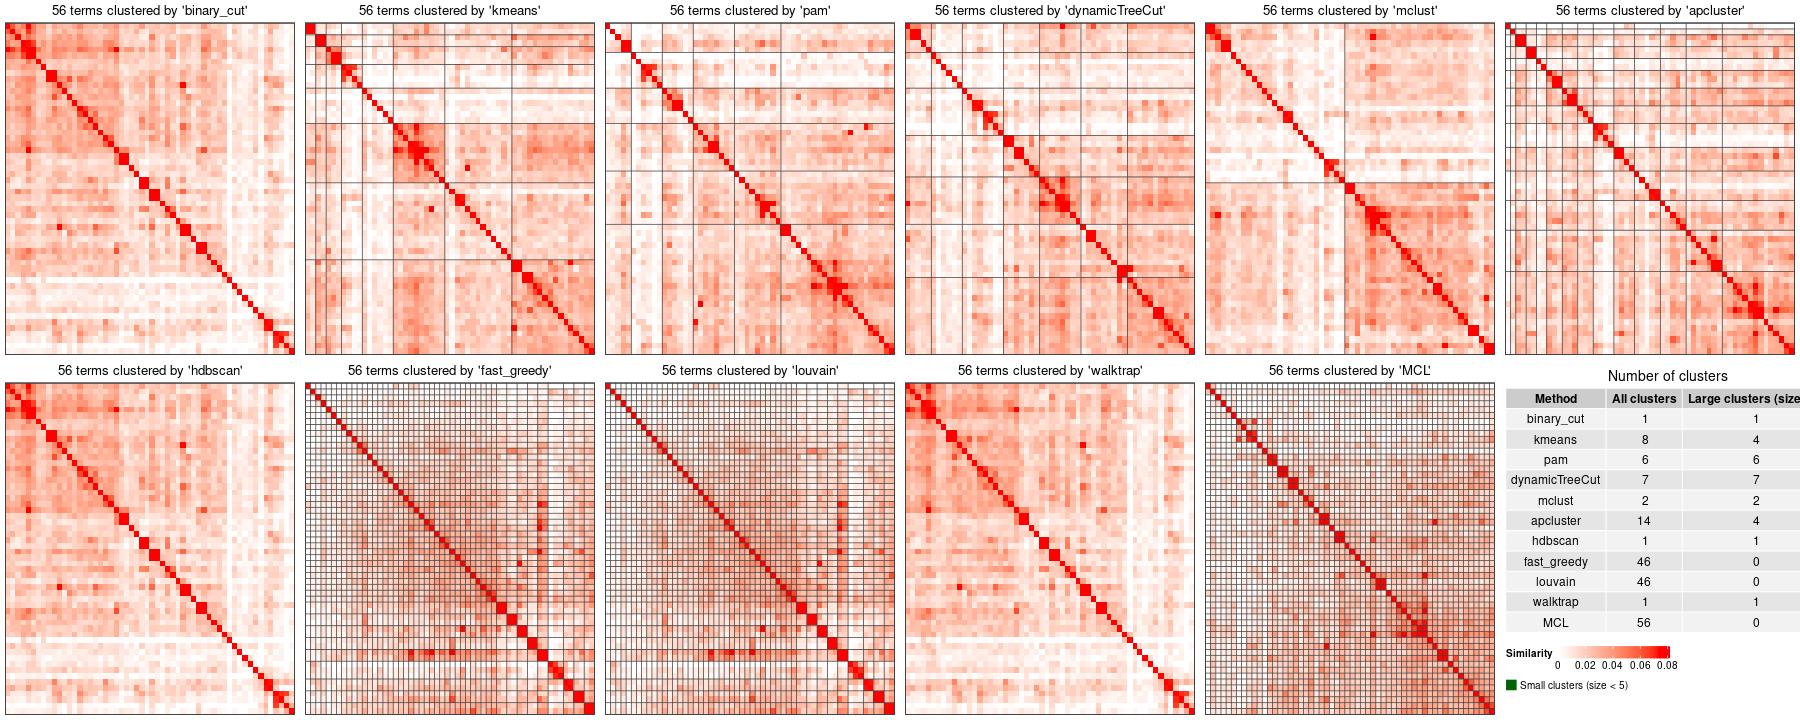 56 terms clustered by 'binary_cut'
56 terms clustered by 'kmeans'
56 terms clustered by 'pam'
56 terms clustered by 'dynamicTreeCut'
56 terms clustered by 'mclust'
56 terms clustered by 'apcluster'
56 terms clustered by 'hdbscan'
56 terms clustered by 'fast_greedy'
56 terms clustered by 'louvain'
56 terms clustered by 'walktrap'
56 terms clustered by 'MCL'
Number of clusters
Method All clusters Large clusters (size
binary_cut 1 1
kmeans 8 4
pam 6 6
dynamicTreeCut 7 7
mclust 2 2
apcluster 14 4
hdbscan 1 1
fast_greedy 46 0
louvain 46 0
walktrap 1 1
MCL 56 0
Similarity
0 0.02 0.04 0.06 0.08
Small clusters (size < 5)